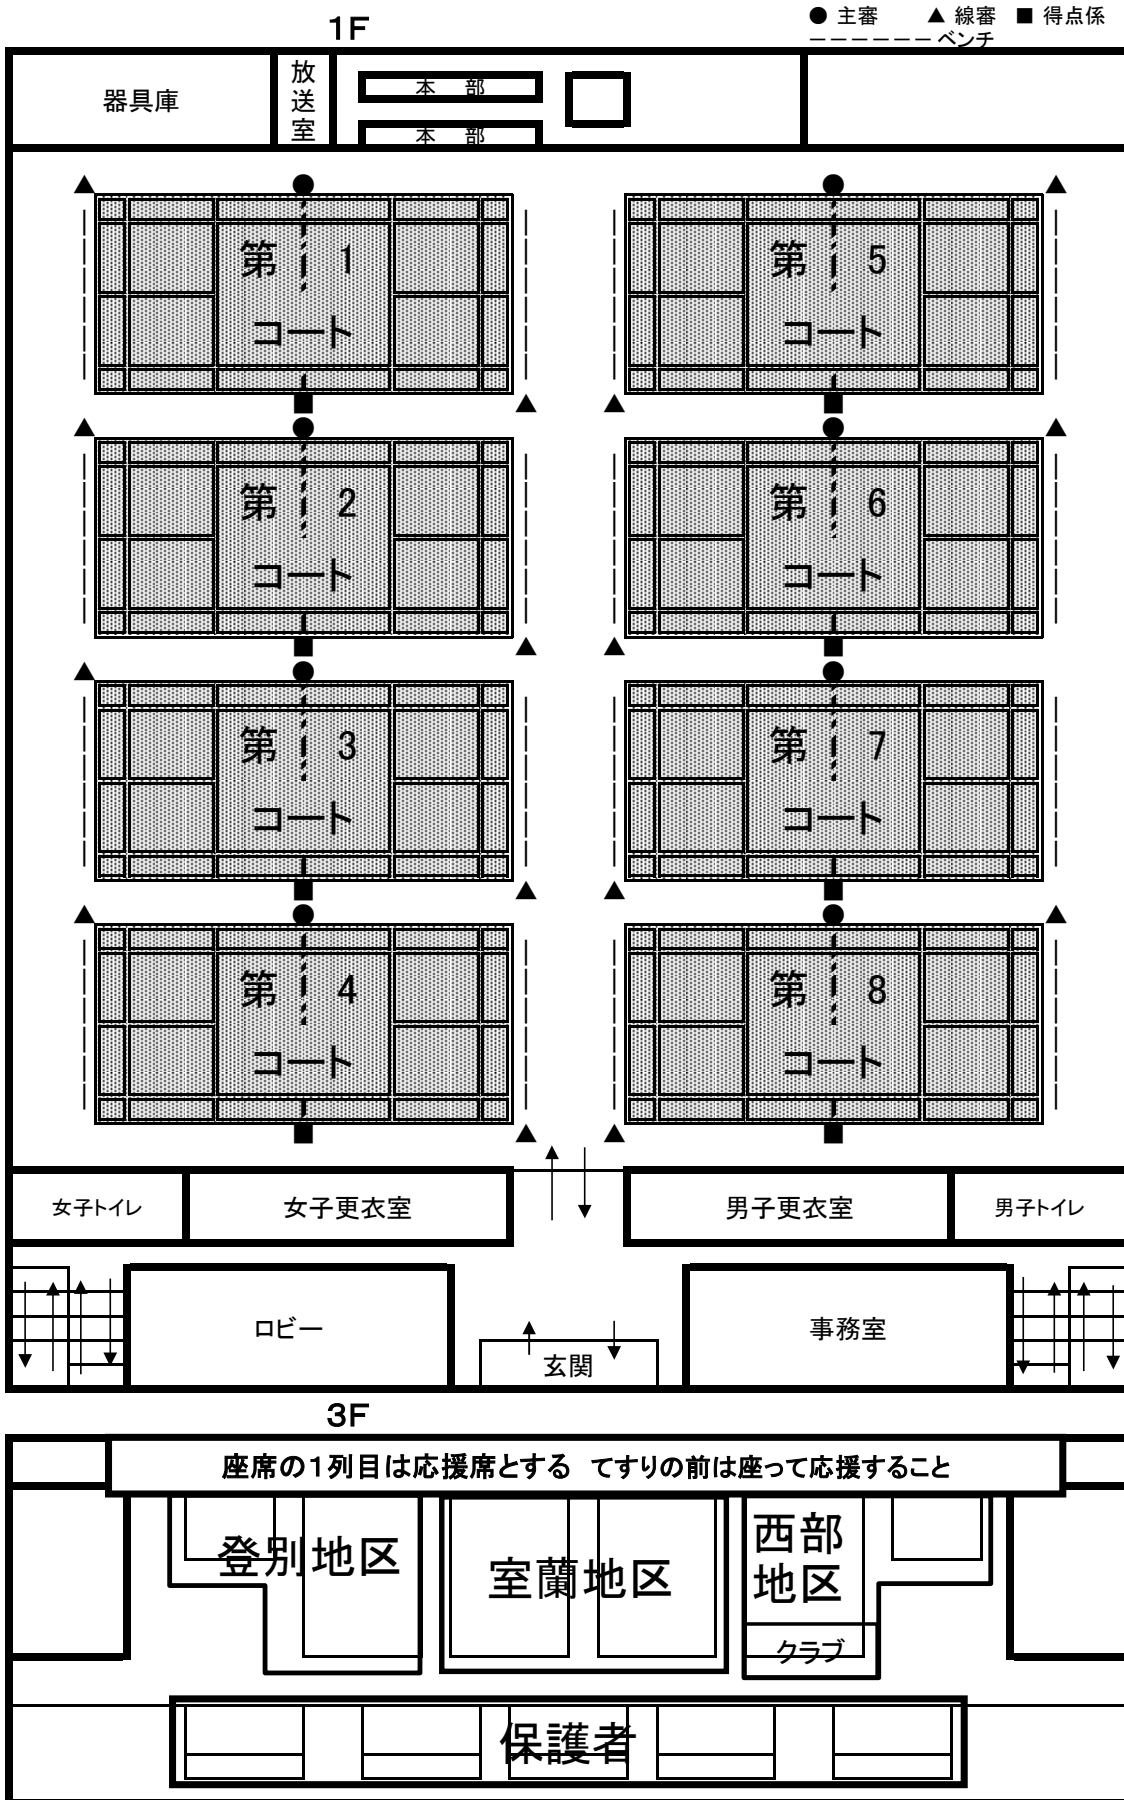 1F
● 主審 ▲ 線審 ■ 得点係
------ ベンチ
器具庫
放送室
本 部
本 部
第 1
コート
第 5
コート
第 2
コート
第 6
コート
第 3
コート
第 7
コート
第 4
コート
第 8
コート
女子トイレ
女子更衣室
男子更衣室
男子トイレ
ロビー
玄関
事務室
3F
座席の1列目は応援席とする てすりの前は座って応援すること
登別地区
室蘭地区
西部
地区
クラブ
保護者